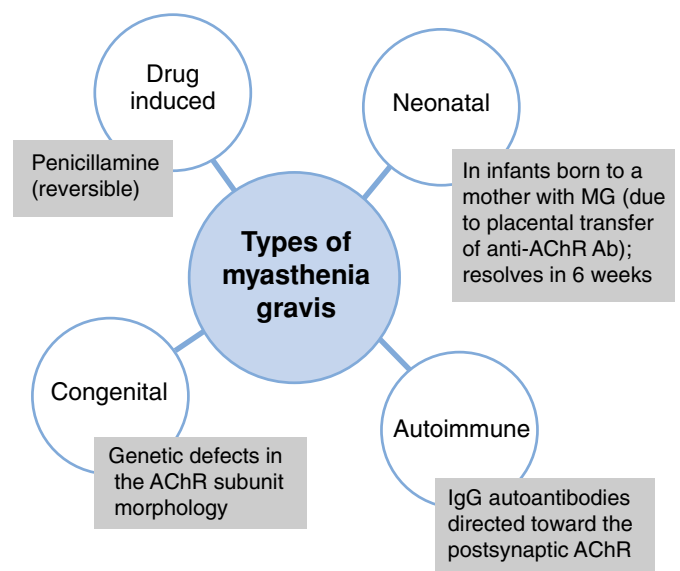 Drug
induced
Penicillamine
(reversible)
Neonatal
In infants born to a
mother with MG (due
to placental transfer
of anti-AChR Ab);
resolves in 6 weeks
Types of
myasthenia
gravis
Congenital
Genetic defects in
the AChR subunit
morphology
Autoimmune
IgG autoantibodies
directed toward the
postsynaptic AChR